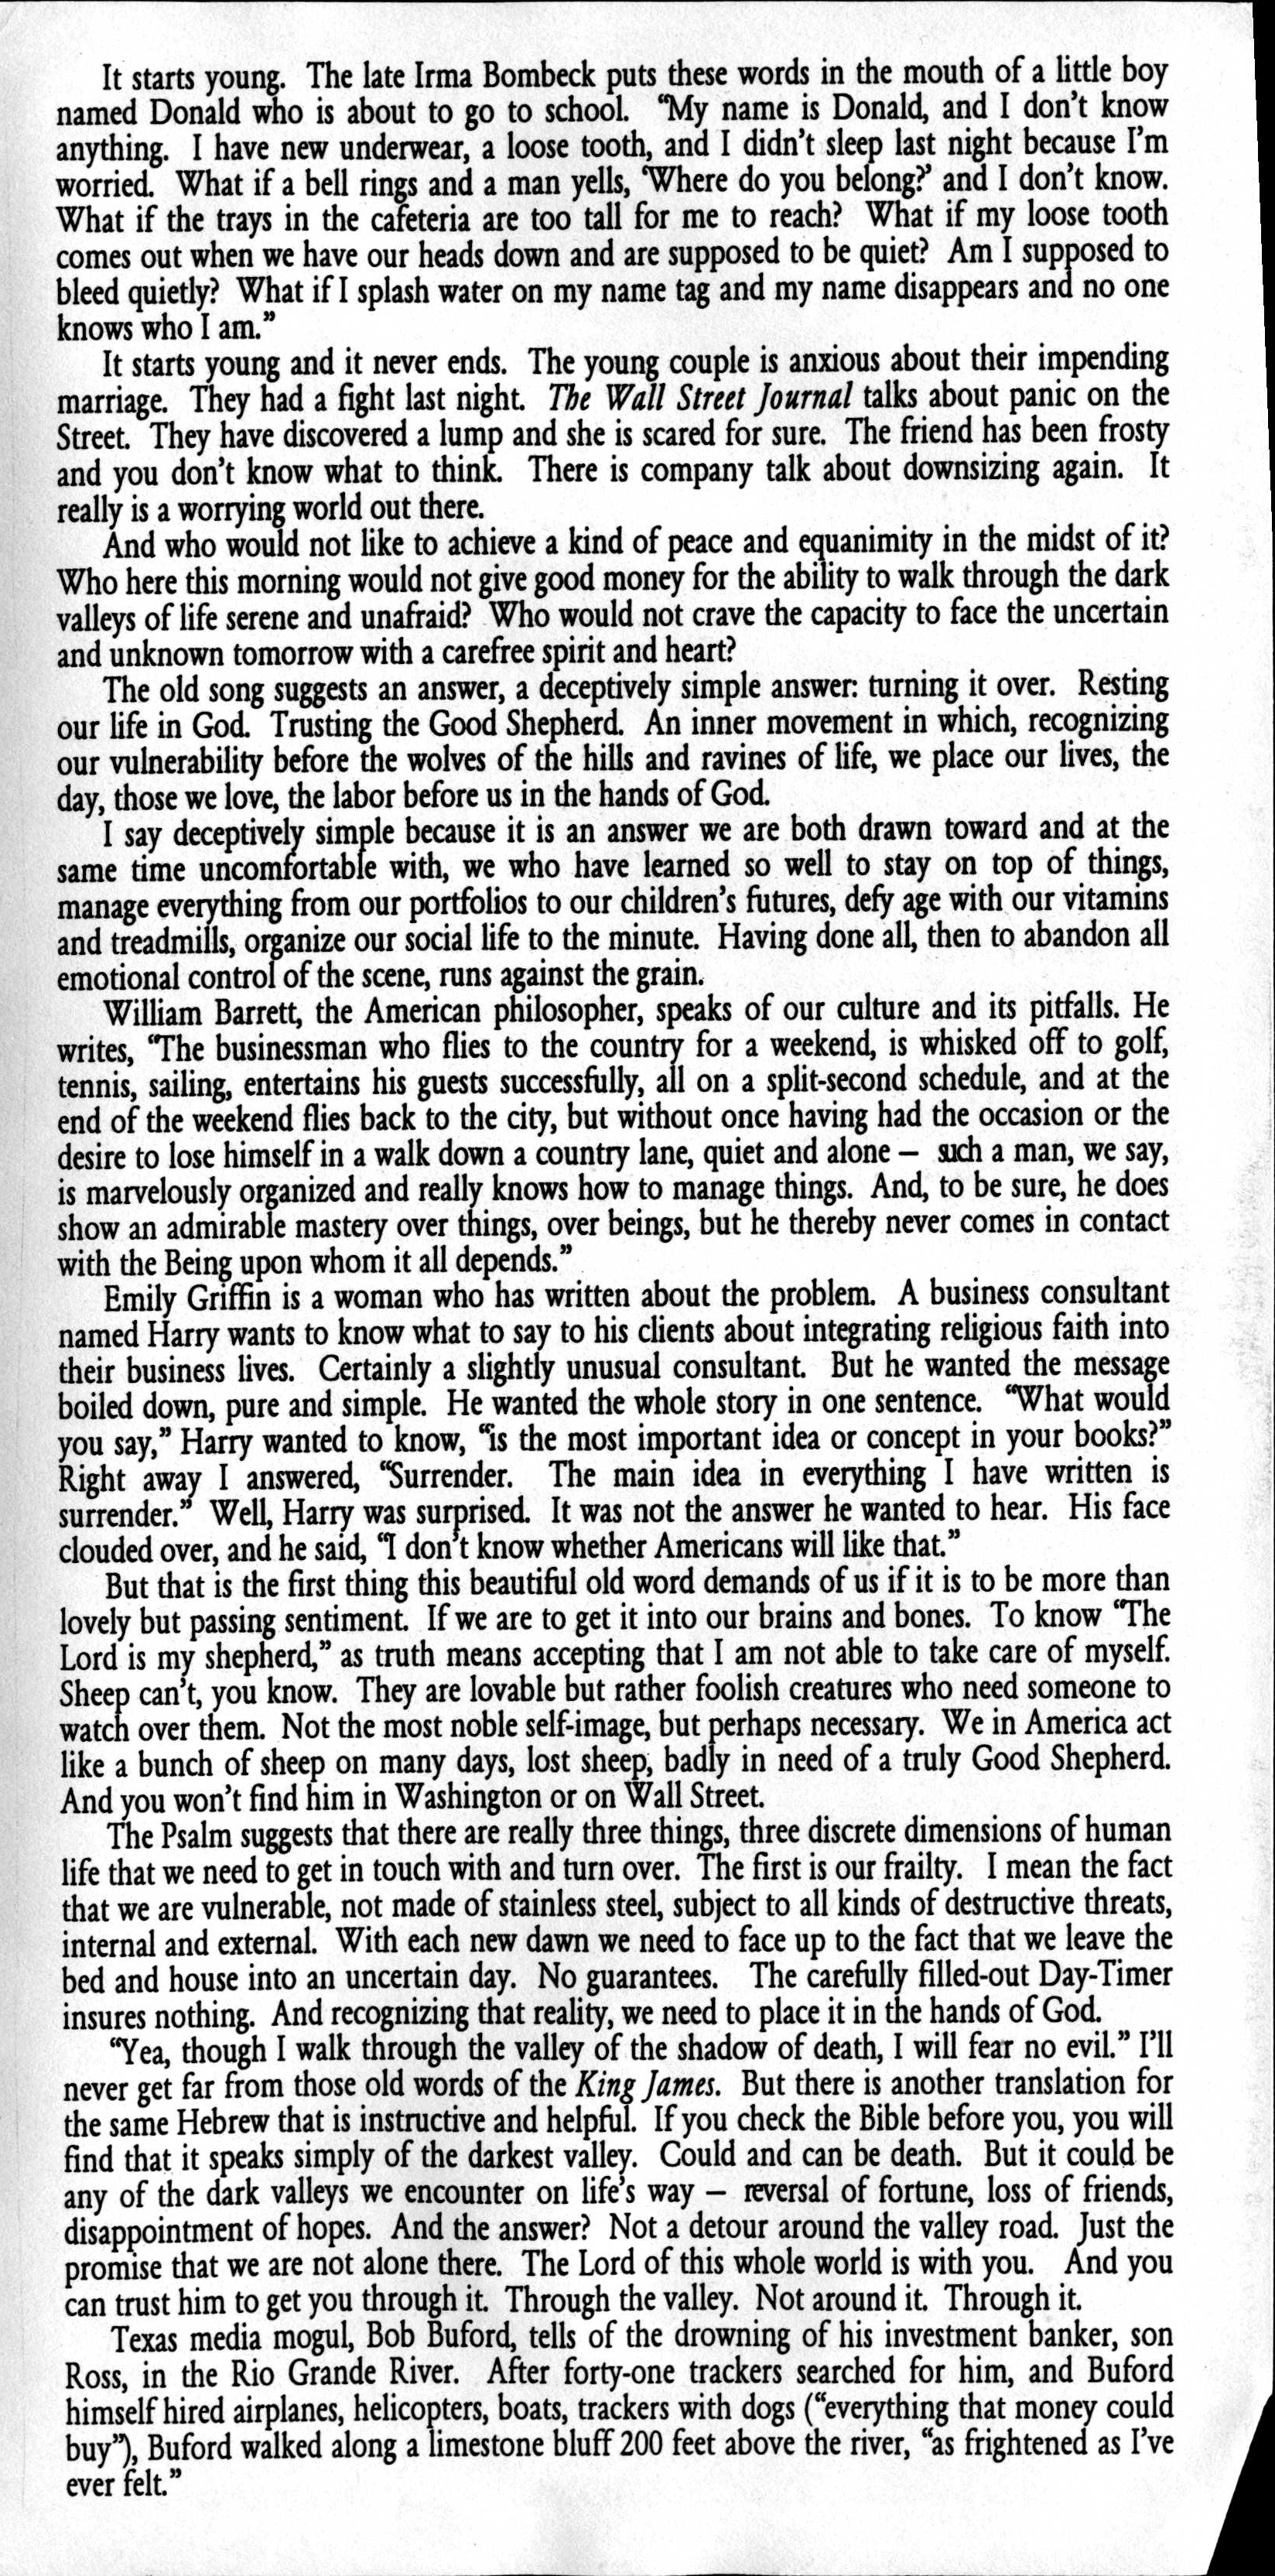 It starts young. The late Irma Bombeck puts these words in the mouth of a little boy
named Donald who is about to go to school. “My name is Donald, and I don’t know
anything. I have new underwear, a loose tooth, and I didn’t sleep last night because I’m
worried. What if a bell rings and a man yells, ‘Where do you belong?’ and I don’t know.
What if the trays in the cafeteria are too tall for me to reach? What if my loose tooth
comes out when we have our heads down and are supposed to be quiet? Am I supposed to
bleed quietly? What if I splash water on my name tag and my name disappears and no one
knows who I am.”
It starts young and it never ends. The young couple is anxious about their impending
marriage. They had a fight last night. The Wall Street Journal talks about panic on the
Street. They have discovered a lump and she is scared for sure. The friend has been frosty
and you don’t know what to think. There is company talk about downsizing again. It
really is a worrying world out there.
And who would not like to achieve a kind of peace and equanimity in the midst of it?
Who here this morning would not give good money for the ability to walk through the dark
valleys of life serene and unafraid? Who would not crave the capacity to face the uncertain
and unknown tomorrow with a carefree spirit and heart?
The old song suggests an answer, a deceptively simple answer: turning it over. Resting
our life in God. Trusting the Good Shepherd. An inner movement in which, recognizing
our vulnerability before the wolves of the hills and ravines of life, we place our lives, the
day, those we love, the labor before us in the hands of God.
I say deceptively simple because it is an answer we are both drawn toward and at the
same time uncomfortable with, we who have learned so well to stay on top of things,
manage everything from our portfolios to our children’s futures, defy age with our vitamins
and treadmills, organize our social life to the minute. Having done all, then to abandon all
emotional control of the scene, runs against the grain.
William Barrett, the American philosopher, speaks of our culture and its pitfalls. He
writes, “The businessman who flies to the country for a weekend, is whisked off to golf,
tennis, sailing, entertains his guests successfully, all on a split-second schedule, and at the
end of the weekend flies back to the city, but without once having had the occasion or the
desire to lose himself in a walk down a country lane, quiet and alone – such a man, we say,
is marvelously organized and really knows how to manage things. And, to be sure, he does
show an admirable mastery over things, over beings, but he thereby never comes in contact
with the Being upon whom it all depends.”
Emily Griffin is a woman who has written about the problem. A business consultant
named Harry wants to know what to say to his clients about integrating religious faith into
their business lives. Certainly a slightly unusual consultant. But he wanted the message
boiled down, pure and simple. He wanted the whole story in one sentence. “What would
you say,” Harry wanted to know, “is the most important idea or concept in your books?”
Right away I answered, “Surrender. The main idea in everything I have written is
surrender.” Well, Harry was surprised. It was not the answer he wanted to hear. His face
clouded over, and he said, “I don’t know whether Americans will like that.”
But that is the first thing this beautiful old word demands of us if it is to be more than
lovely but passing sentiment. If we are to get it into our brains and bones. To know “The
Lord is my shepherd,” as truth means accepting that I am not able to take care of myself.
Sheep can’t, you know. They are lovable but rather foolish creatures who need someone to
watch over them. Not the most noble self-image, but perhaps necessary. We in America act
like a bunch of sheep on many days, lost sheep, badly in need of a truly Good Shepherd.
And you won’t find him in Washington or on Wall Street.
The Psalm suggests that there are really three things, three discrete dimensions of human
life that we need to get in touch with and turn over. The first is our frailty. I mean the fact
that we are vulnerable, not made of stainless steel, subject to all kinds of destructive threats,
internal and external. With each new dawn we need to face up to the fact that we leave the
bed and house into an uncertain day. No guarantees. The carefully filled-out Day-Timer
insures nothing. And recognizing that reality, we need to place it in the hands of God.
“Yea, though I walk through the valley of the shadow of death, I will fear no evil.” I’ll
never get far from those old words of the King James. But there is another translation for
the same Hebrew that is instructive and helpful. If you check the Bible before you, you will
find that it speaks simply of the darkest valley. Could and can be death. But it could be
any of the dark valleys we encounter on life’s way – reversal of fortune, loss of friends,
disappointment of hopes. And the answer? Not a detour around the valley road. Just the
promise that we are not alone there. The Lord of this whole world is with you. And you
can trust him to get you through it. Through the valley. Not around it. Through it.
Texas media mogul, Bob Buford, tells of the drowning of his investment banker, son
Ross, in the Rio Grande River. After forty-one trackers searched for him, and Buford
himself hired airplanes, helicopters, boats, trackers with dogs (“everything that money could
buy”), Buford walked along a limestone bluff 200 feet above the river, “as frightened as I’ve
ever felt.”